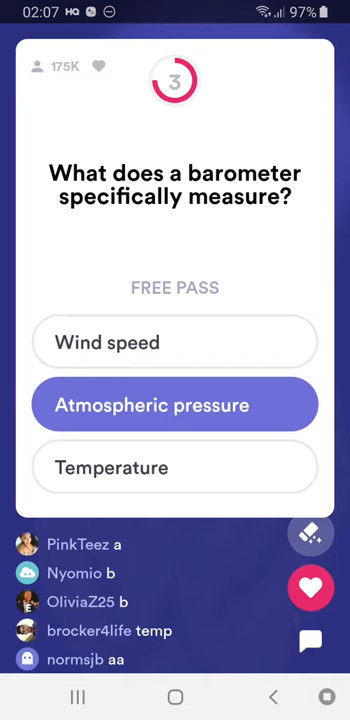 02:07 HQ 97%
175K
3
What does a barometer
specifically measure?
FREE PASS
Wind speed
Atmospheric pressure
Temperature
PinkTeez a
Nyomio b
OliviaZ25 b
brocker4life temp
normsjb aa